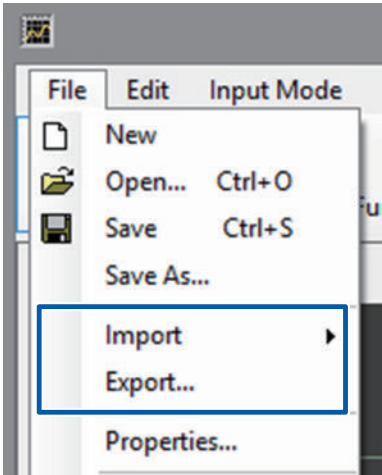 File Edit Input Mode
New
Open... Ctrl+O
Save Ctrl+S
Save As...
Import
Export...
Properties...